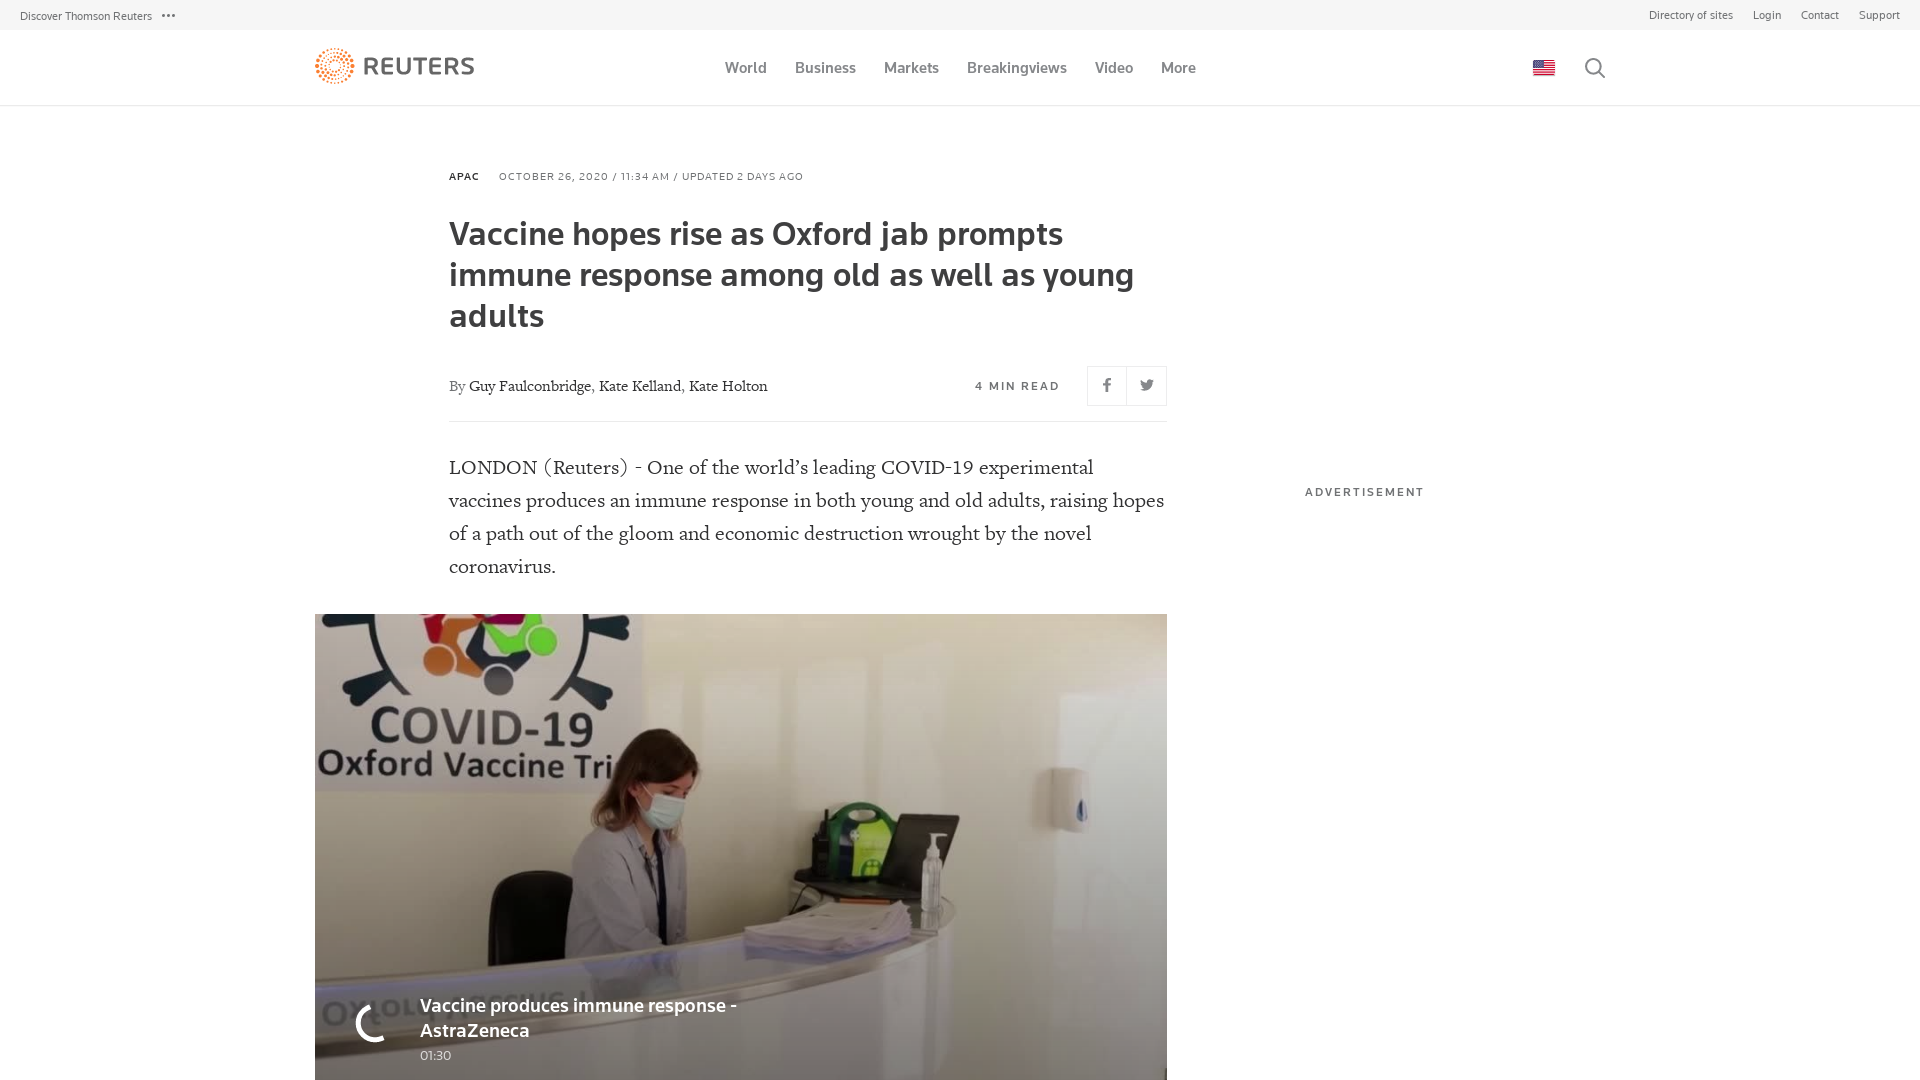 Discover Thomson Reuters
Directory of sites Login Contact Support
REUTERS
World Business Markets Breakingviews Video More
APAC OCTOBER 26, 2020 / 11:34 AM / UPDATED 2 DAYS AGO
Vaccine hopes rise as Oxford jab prompts
immune response among old as well as young
adults
By Guy Faulconbridge, Kate Kelland, Kate Holton
4 MIN READ
LONDON (Reuters) - One of the world’s leading COVID-19 experimental
vaccines produces an immune response in both young and old adults, raising hopes
of a path out of the gloom and economic destruction wrought by the novel
coronavirus.
ADVERTISEMENT
COVID-19
Oxford Vaccine Tri
Vaccine produces immune response -
AstraZeneca
01:30